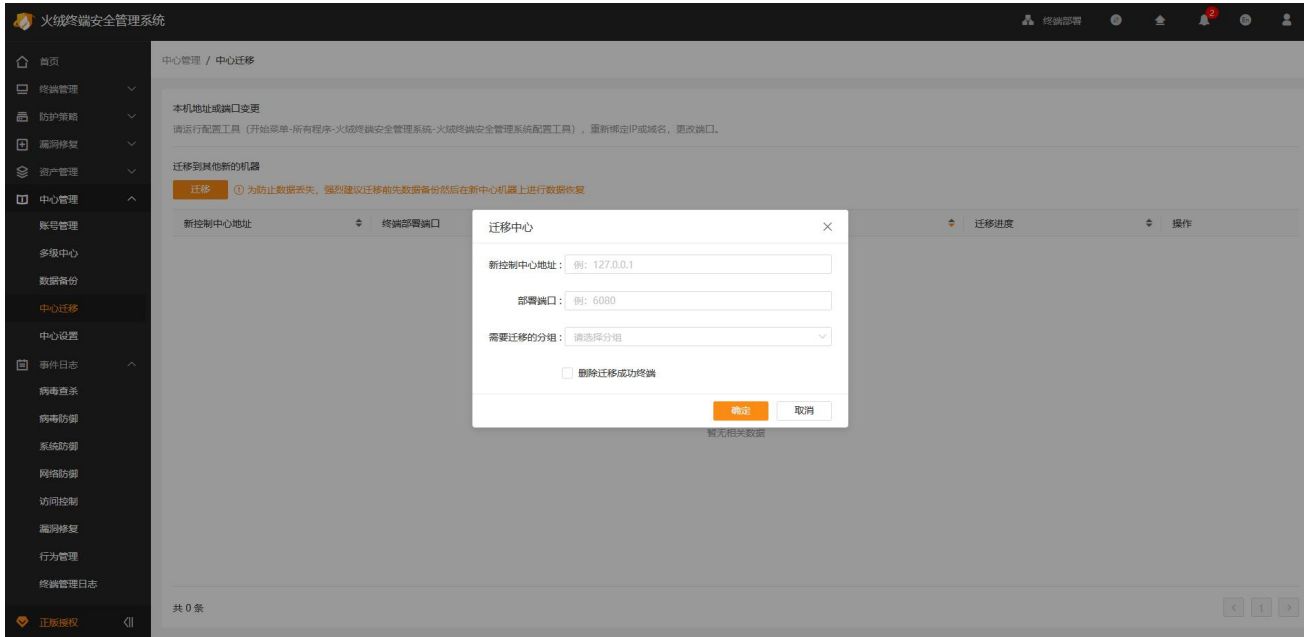 火绒终端安全管理系统
终端部署
2
首页
终端管理
防护策略
漏洞修复
资产管理
中心管理
账号管理
多级中心
数据备份
中心迁移
中心设置
事件日志
病毒查杀
病毒防御
系统防御
网络防御
访问控制
漏洞修复
行为管理
终端管理日志
正版授权
中心管理 / 中心迁移
本机地址或端口变更
请运行配置工具（开始菜单-所有程序-火绒终端安全管理系统-火绒终端安全管理系统配置工具），重新绑定IP或域名，更改端口。
迁移到其他新的机器
迁移 为防止数据丢失，强烈建议迁移前先数据备份然后在新中心机器上进行数据恢复
新控制中心地址 终端部署端口 迁移进度 操作
迁移中心
新控制中心地址： 例：127.0.0.1
部署端口： 例：6080
需要迁移的分组： 请选择分组
删除迁移成功终端
确定 取消
暂无相关数据
共 0 条
< 1 >